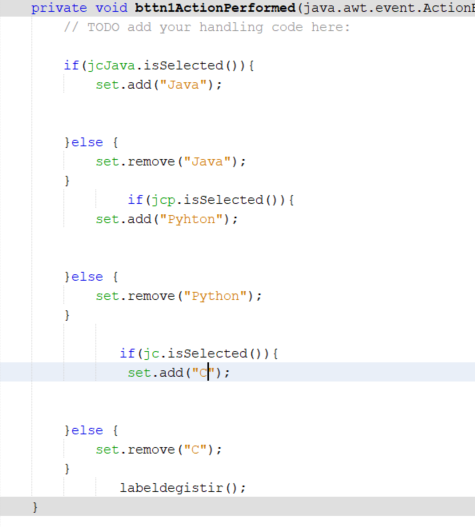 private void bttn1ActionPerformed(java.awt.event.Action
// TODO add your handling code here:
if(jcJava.isSelected()){
set.add("Java");
}else {
set.remove("Java");
}
if(jcp.isSelected()){
set.add("Pyhton");
}else {
set.remove("Python");
}
if(jc.isSelected()){
set.add("C");
}else {
set.remove("C");
}
labeldegistir();
}